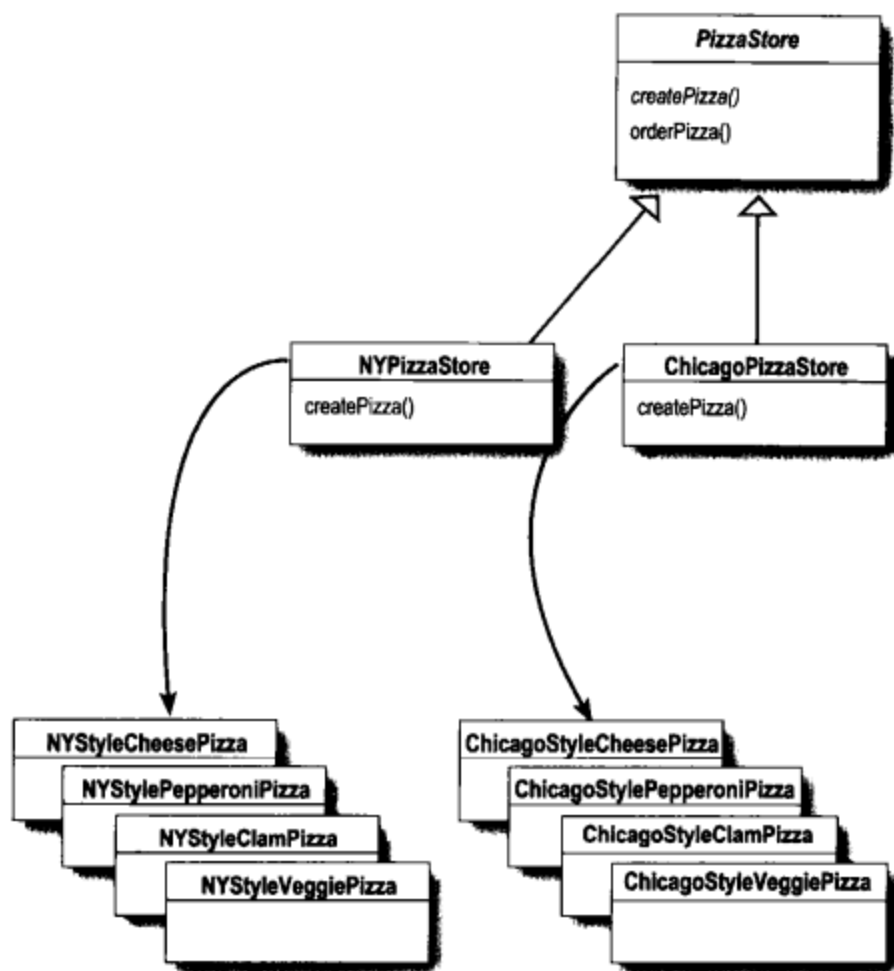 PizzaStore
createPizza()
orderPizza()
NYPizzaStore
createPizza()
ChicagoPizzaStore
createPizza()
NYStyleCheesePizza
NYStylePepperoniPizza
NYStyleClamPizza
NYStyleVeggiePizza
ChicagoStyleCheesePizza
ChicagoStylePepperoniPizza
ChicagoStyleClamPizza
ChicagoStyleVeggiePizza